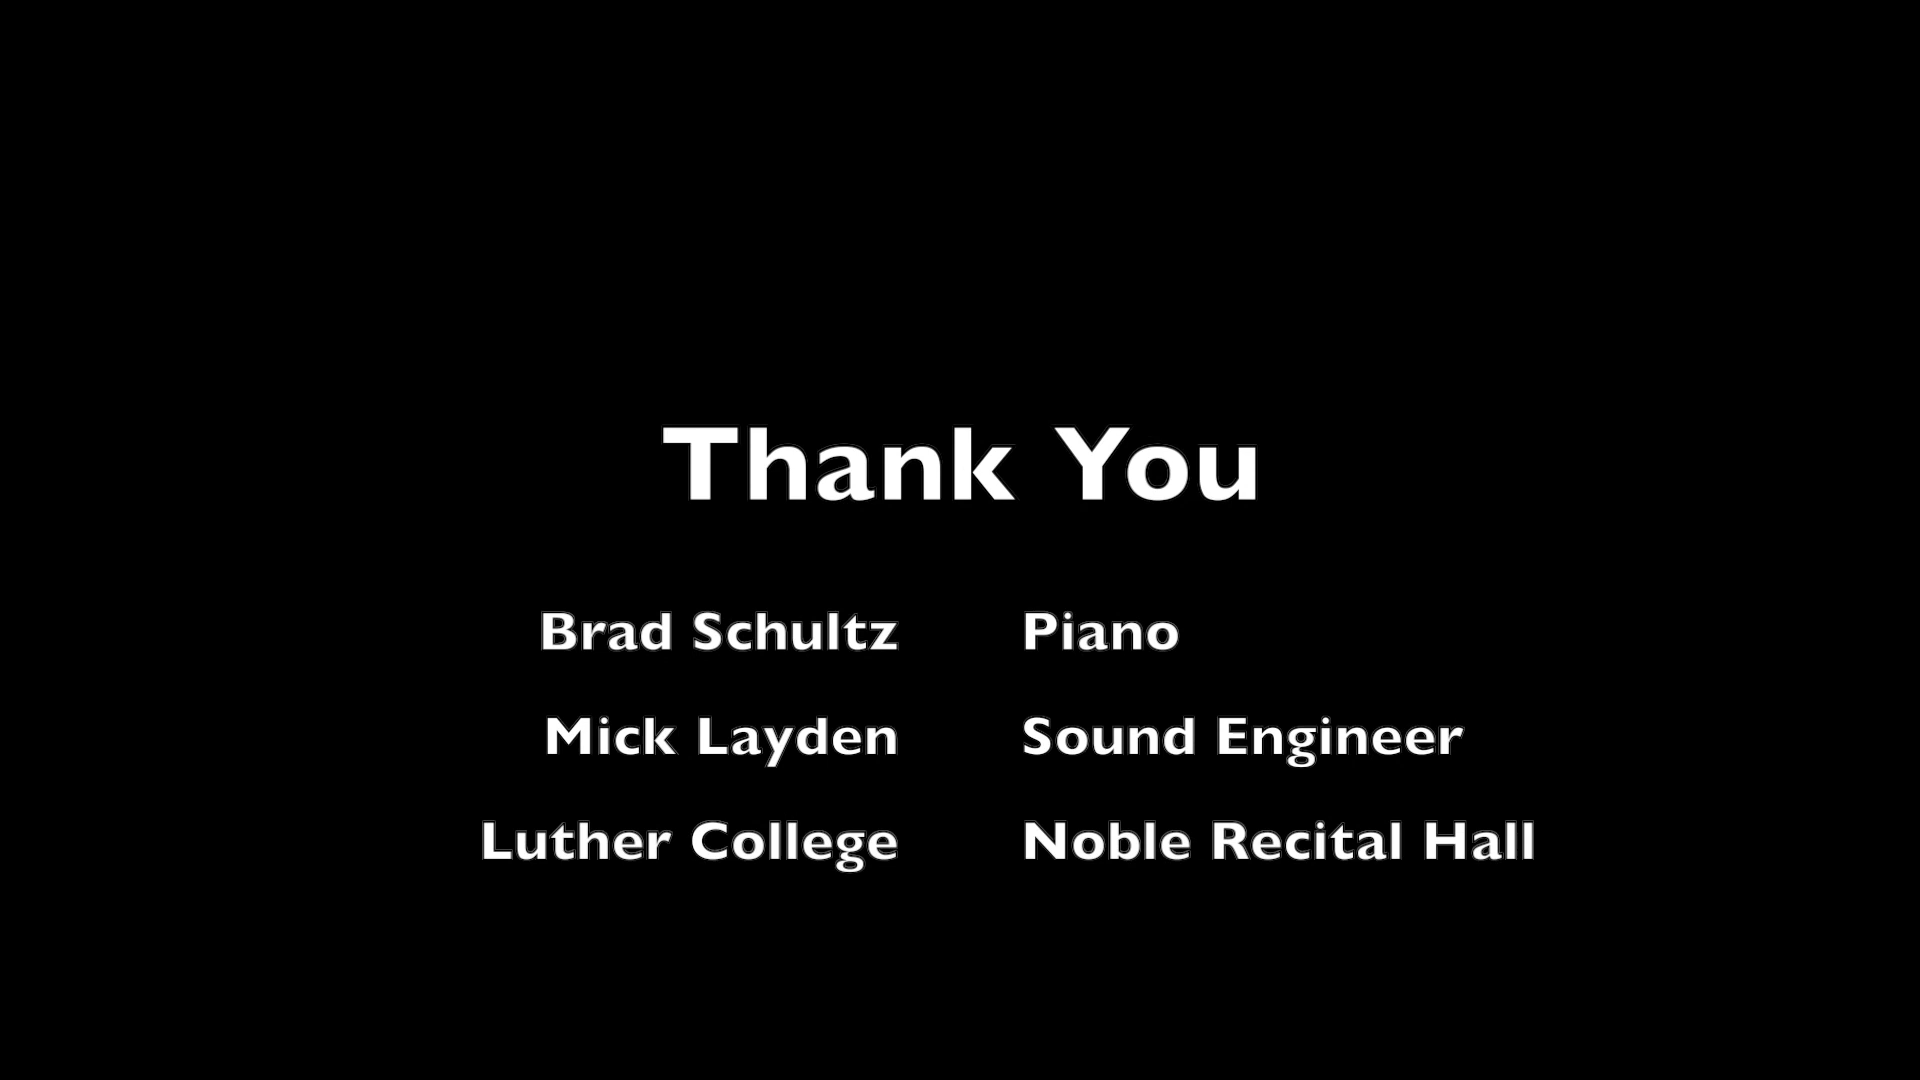 Thank You
Brad Schultz Piano
Mick Layden Sound Engineer
Luther College Noble Recital Hall